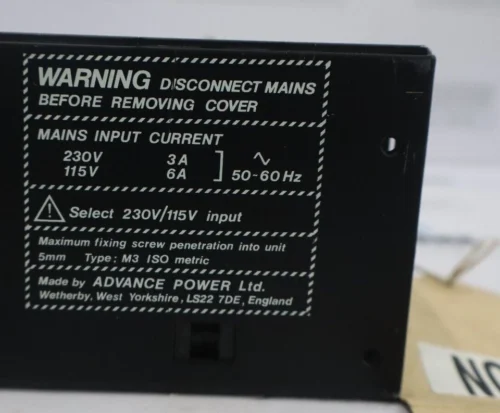 WARNING DISCONNECT MAINS
BEFORE REMOVING COVER
MAINS INPUT CURRENT
230V 3A
115V 6A 50-60Hz
Select 230V/115V input
Maximum fixing screw penetration into unit
5mm Type: M3 ISO metric
Made by ADVANCE POWER Ltd.
Wetherby, West Yorkshire, LS22 7DE, England